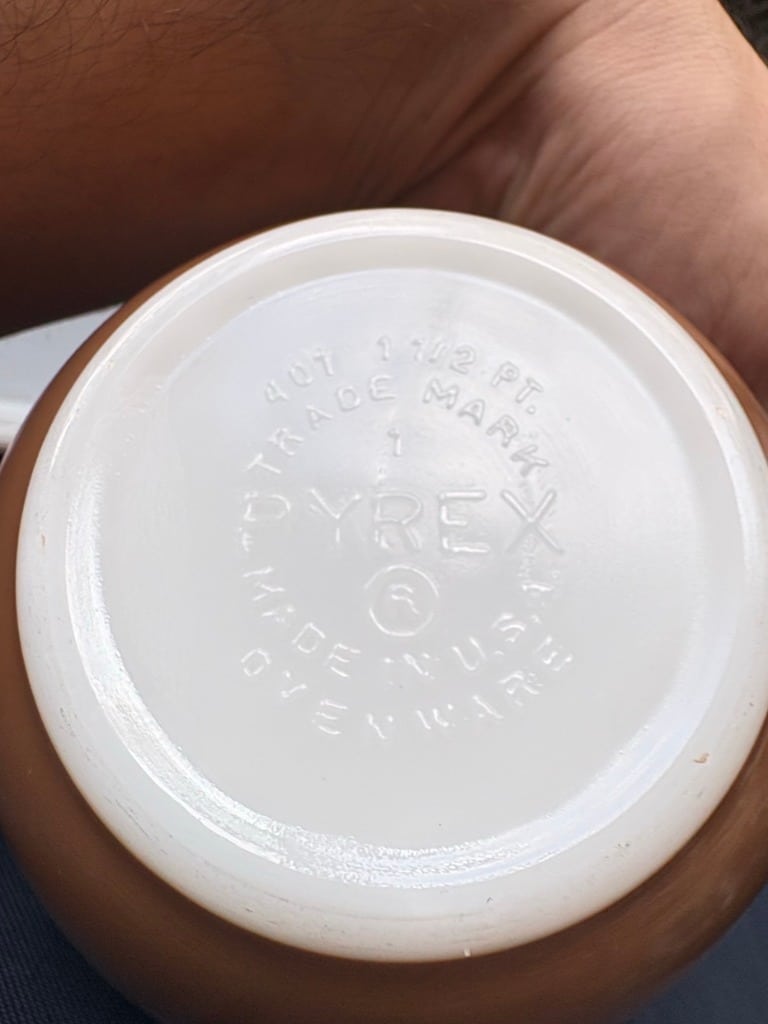 401 1 1/2 PT.
TRADE MARK
1
PYREX
®
MADE IN U.S.A.
OVENWARE